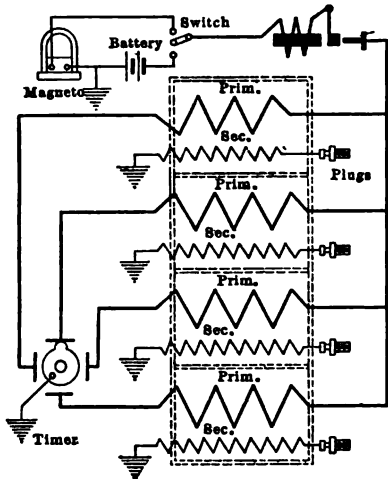 Switch
Battery
Magneto
Prim.
Sec.
Plugs
Prim.
Sec.
Prim.
Sec.
Prim.
Timer
Sec.